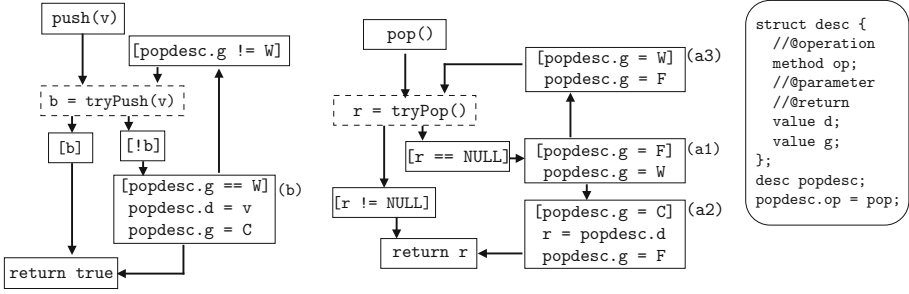 push(v)
[popdesc.g != W]
b = tryPush(v)
[b]
[!b]
[popdesc.g == W]
popdesc.d = v
popdesc.g = C
(b)
return true
pop()
[popdesc.g = W]
popdesc.g = F
(a3)
r = tryPop()
[r == NULL]
[popdesc.g = F]
popdesc.g = W
(a1)
[r != NULL]
[popdesc.g = C]
r = popdesc.d
popdesc.g = F
(a2)
return r
struct desc {
//@operation
method op;
//@parameter
//@return
value d;
value g;
};
desc popdesc;
popdesc.op = pop;